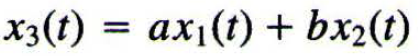 x₃(t) = ax₁(t) + bx₂(t)